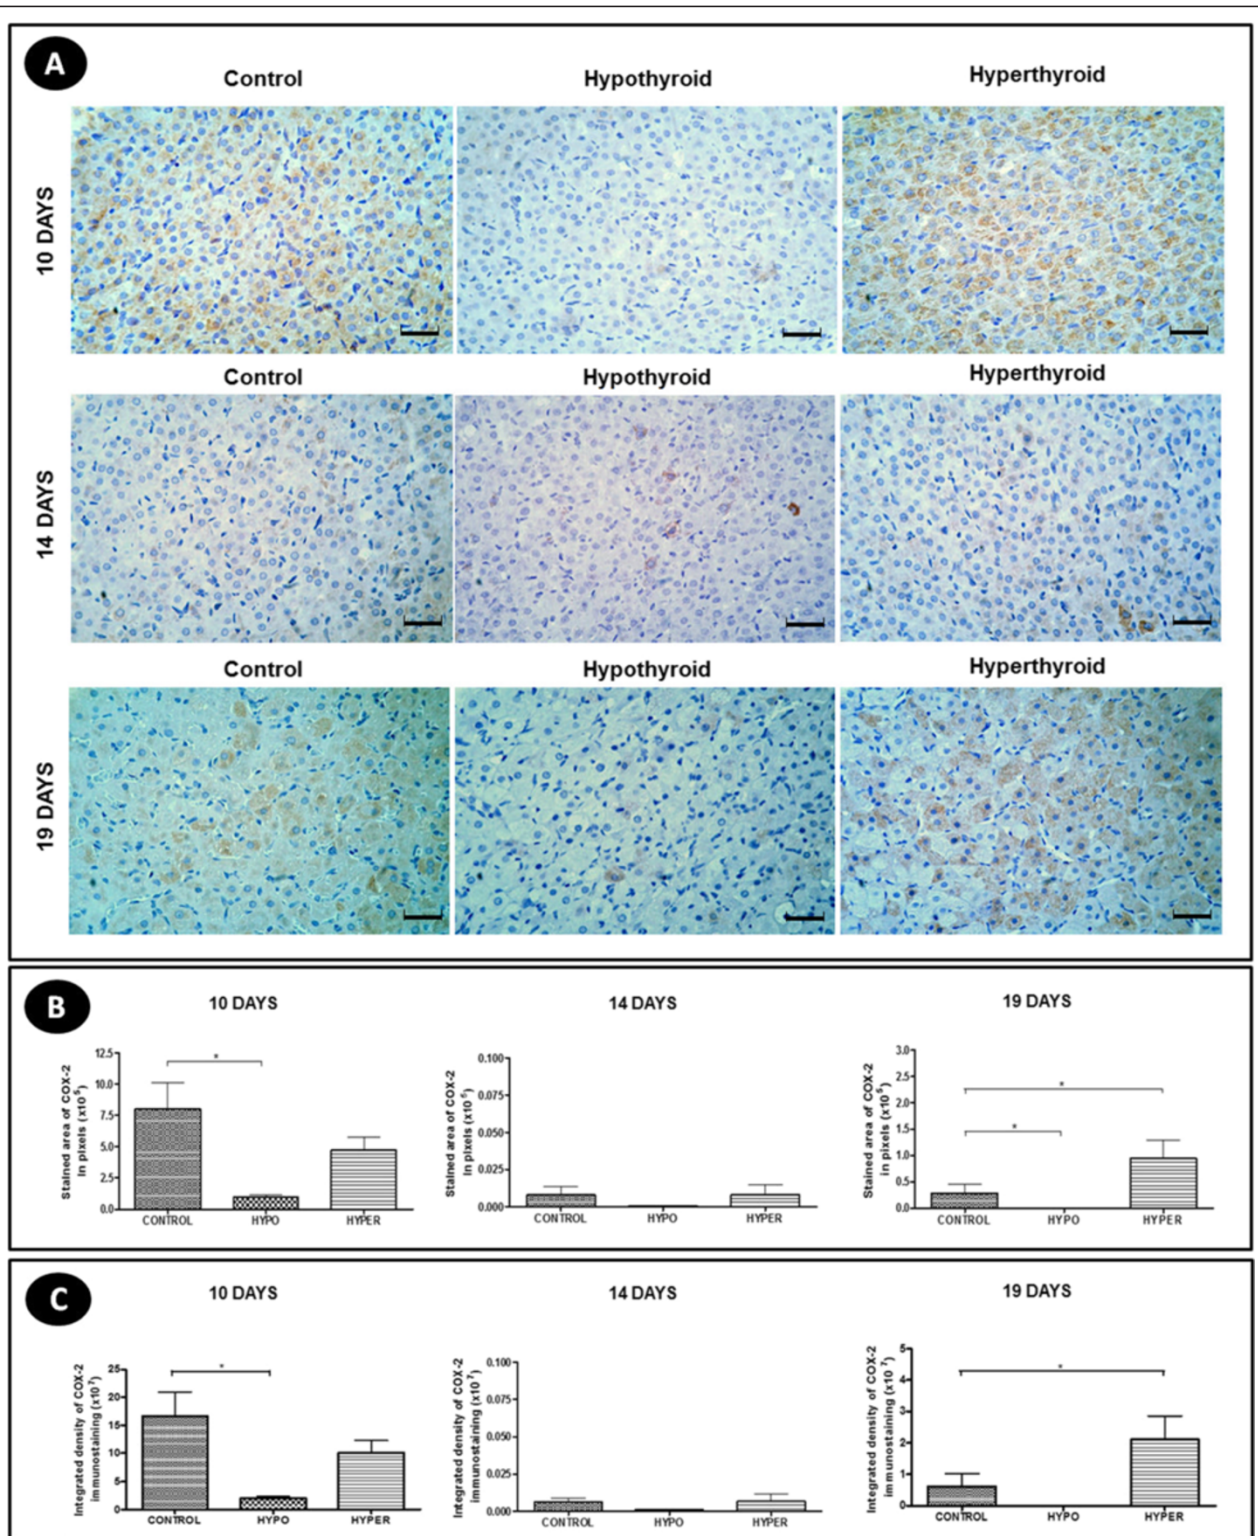 A
Control Hypothyroid Hyperthyroid
10 DAYS
Control Hypothyroid Hyperthyroid
14 DAYS
Control Hypothyroid Hyperthyroid
19 DAYS
B
10 DAYS
Stained area of COX-2
In pixels (x10⁵)
12.5
10.0
7.5
5.0
2.5
0.0
*
CONTROL HYPO HYPER
14 DAYS
Stained area of COX-2
In pixels (x10⁵)
0.100
0.075
0.050
0.025
0.000
CONTROL HYPO HYPER
19 DAYS
Stained area of COX-2
in pixels (x10⁵)
3.0
2.5
2.0
1.5
1.0
0.5
0.0
*
*
CONTROL HYPO HYPER
C
10 DAYS
Integrated density of COX-2
immunostaining (x10⁷)
25
20
15
10
5
0
*
CONTROL HYPO HYPER
14 DAYS
Integrated density of COX-2
immunostaining (x10⁷)
0.100
0.075
0.050
0.025
0.000
CONTROL HYPO HYPER
19 DAYS
Integrated density of COX-2
immunostaining (x10⁷)
5
4
3
2
1
0
*
CONTROL HYPO HYPER